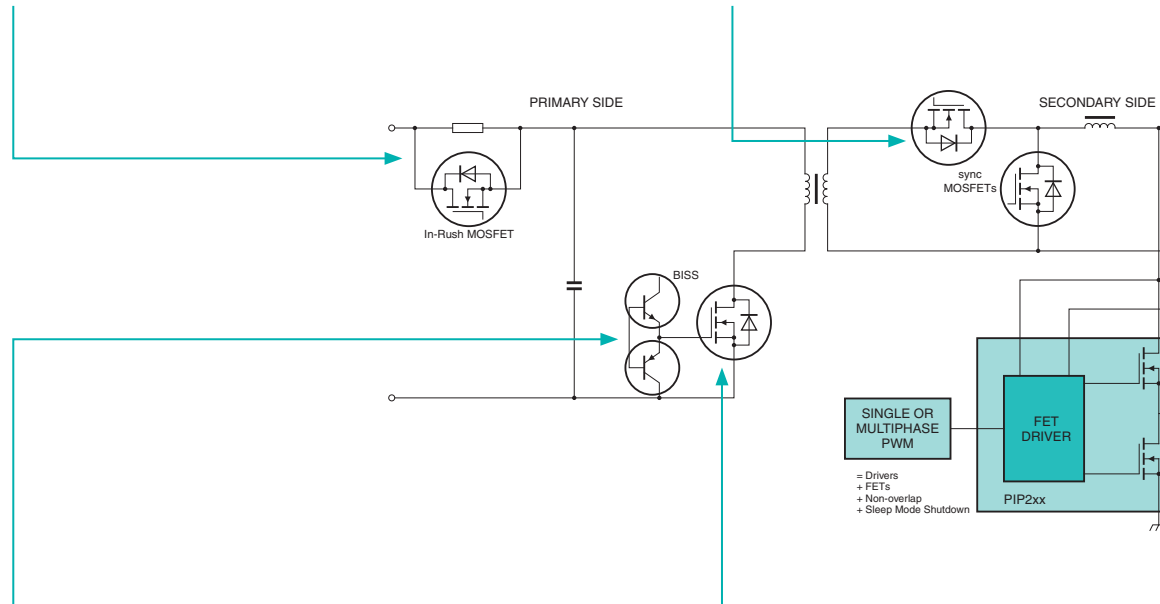 PRIMARY SIDE
SECONDARY SIDE
sync
MOSFETs
In-Rush MOSFET
BISS
SINGLE OR
MULTIPHASE
PWM
FET
DRIVER
= Drivers
+ FETs
+ Non-overlap
+ Sleep Mode Shutdown
PIP2xx